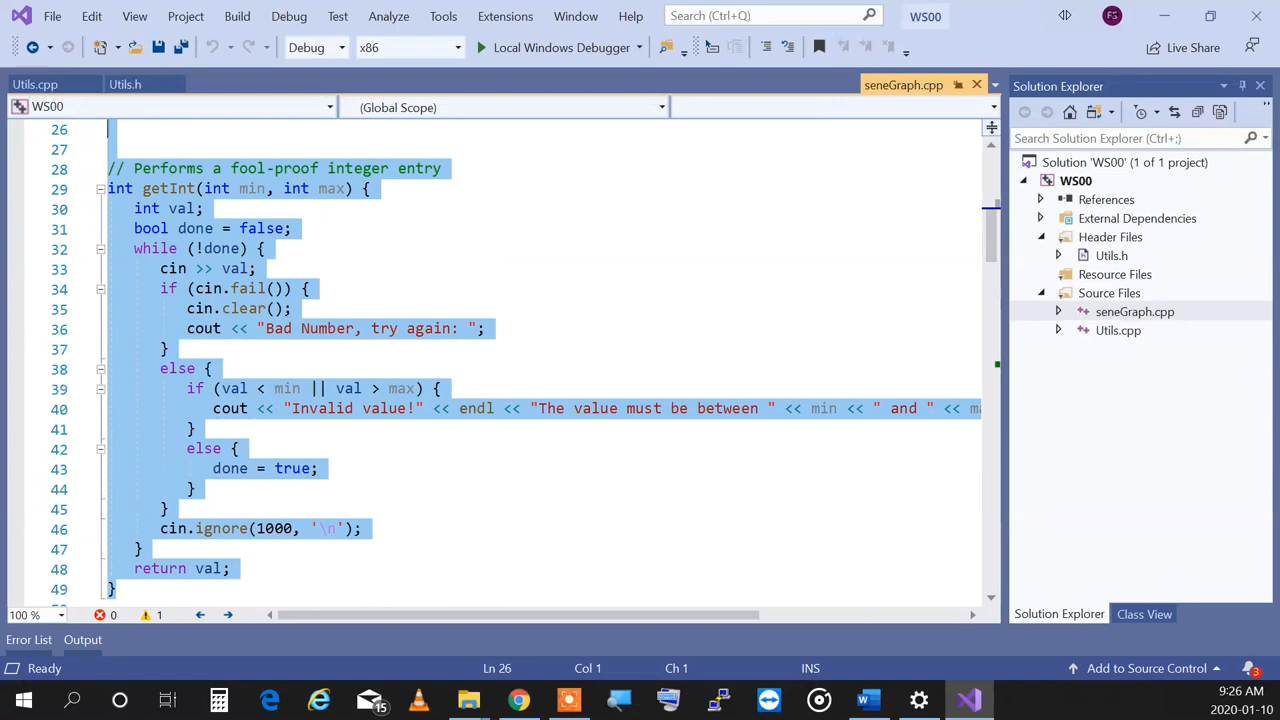 File Edit View Project Build Debug Test Analyze Tools Extensions Window Help Search (Ctrl+Q) WS00 FS
Debug x86 Local Windows Debugger Live Share
Utils.cpp Utils.h seneGraph.cpp
WS00 (Global Scope)
26
27
28 // Performs a fool-proof integer entry
29 int getInt(int min, int max) {
30 int val;
31 bool done = false;
32 while (!done) {
33 cin >> val;
34 if (cin.fail()) {
35 cin.clear();
36 cout << "Bad Number, try again: ";
37 }
38 else {
39 if (val < min || val > max) {
40 cout << "Invalid value!" << endl << "The value must be between " << min << " and " <<
41 }
42 else {
43 done = true;
44 }
45 }
46 cin.ignore(1000, '\n');
47 }
48 return val;
49 }
100 % 0 1
Error List Output
Ready Ln 26 Col 1 Ch 1 INS Add to Source Control 3
Solution Explorer
Search Solution Explorer (Ctrl+;)
Solution 'WS00' (1 of 1 project)
WS00
References
External Dependencies
Header Files
Utils.h
Resource Files
Source Files
seneGraph.cpp
Utils.cpp
Solution Explorer Class View
15
9:26 AM
2020-01-10